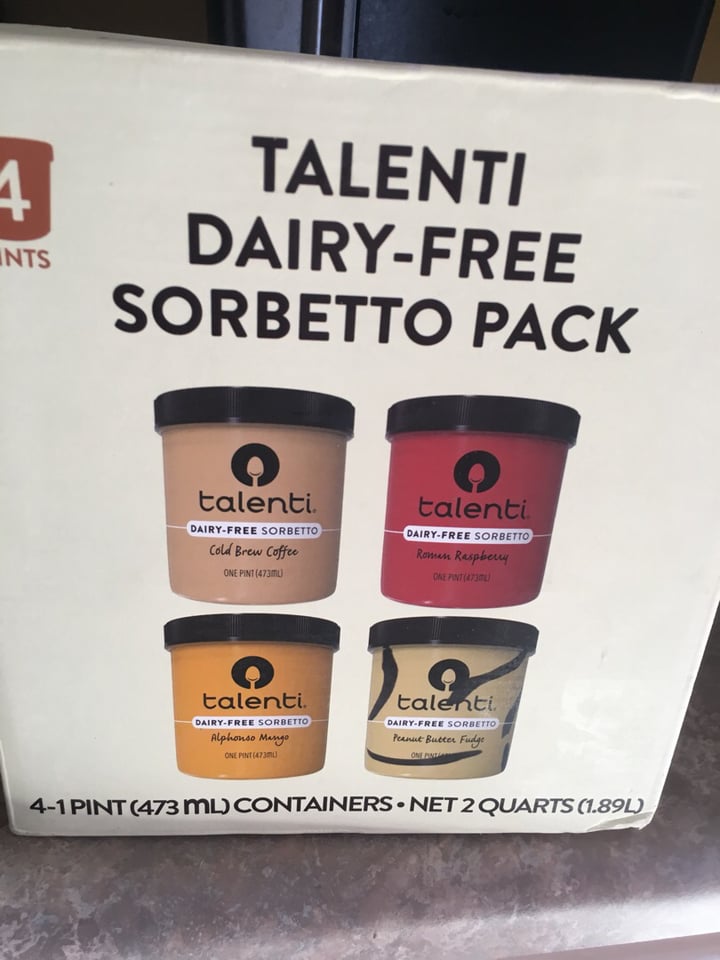 4
INTS
TALENTI
DAIRY-FREE
SORBETTO PACK
talenti.
DAIRY-FREE SORBETTO
Cold Brew Coffee
ONE PINT (473mL)
talenti.
DAIRY-FREE SORBETTO
Roman Raspberry
ONE PINT (473mL)
talenti.
DAIRY-FREE SORBETTO
Alphonso Mango
ONE PINT (473mL)
talenti.
DAIRY-FREE SORBETTO
Peanut Butter Fudge
ONE PINT
4-1 PINT (473 mL) CONTAINERS • NET 2 QUARTS (1.89L)